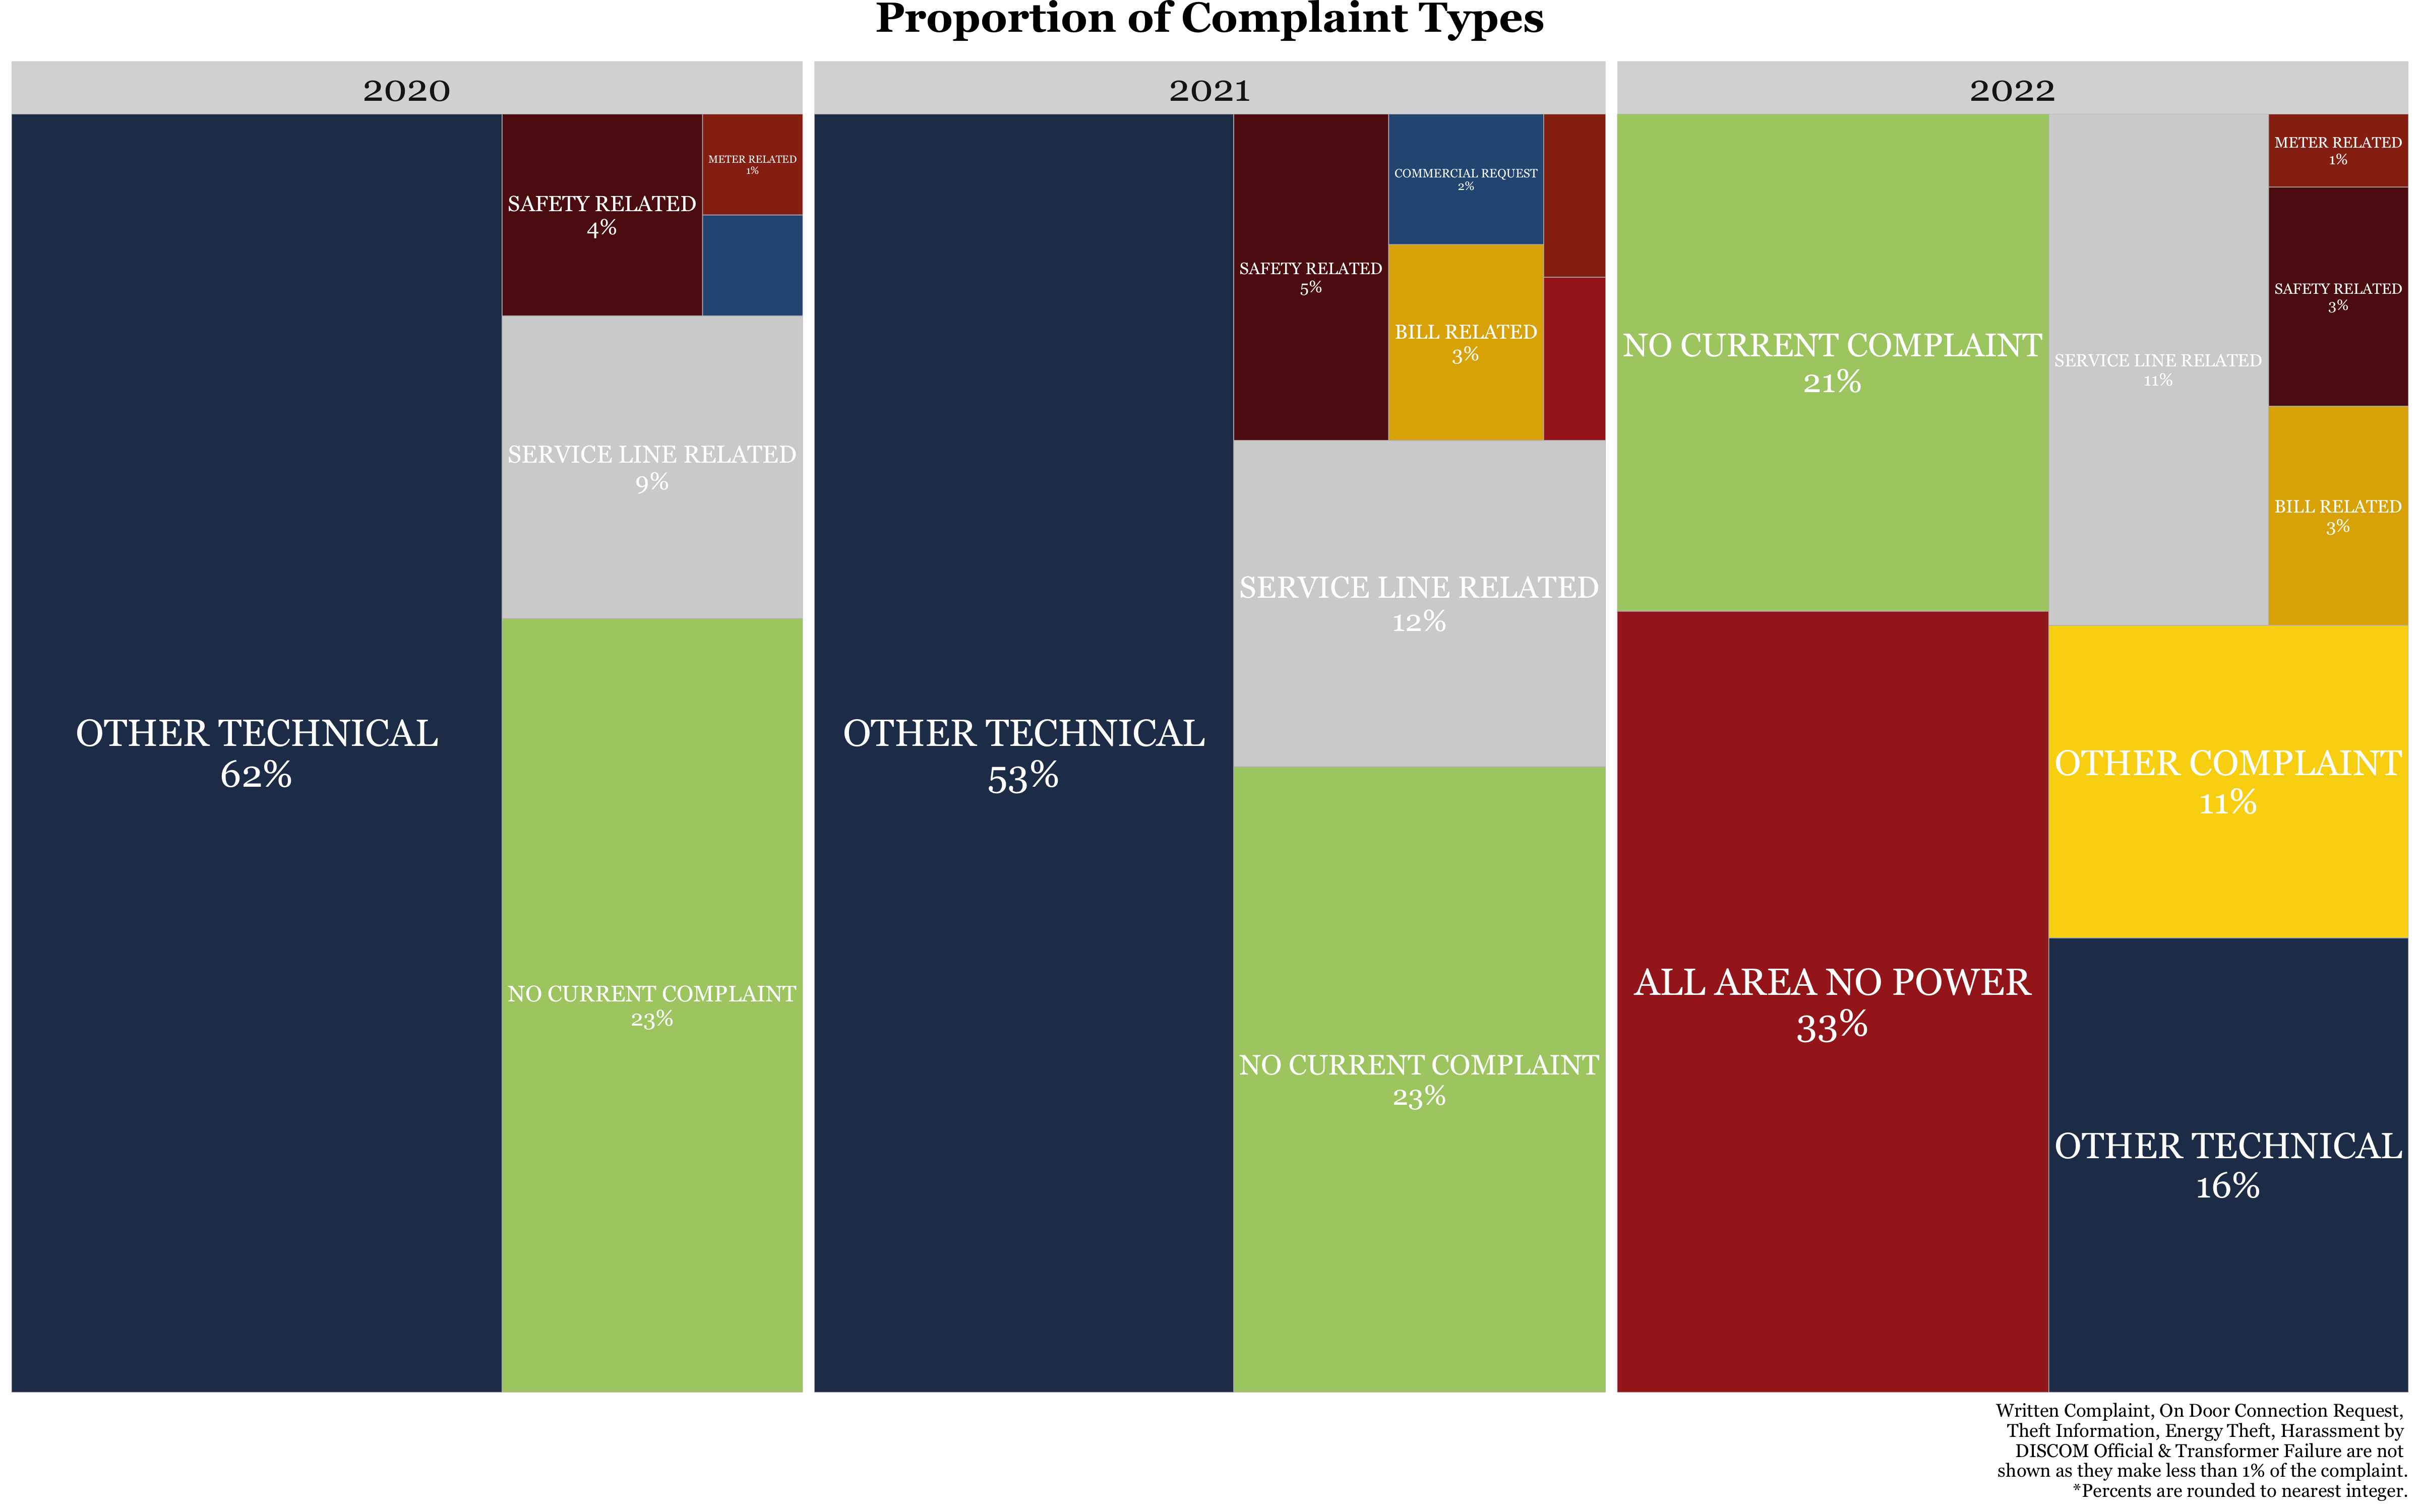 Proportion of Complaint Types
2020
OTHER TECHNICAL
62%
SAFETY RELATED
4%
METER RELATED
1%
SERVICE LINE RELATED
9%
NO CURRENT COMPLAINT
23%
2021
OTHER TECHNICAL
53%
SAFETY RELATED
5%
COMMERCIAL REQUEST
2%
BILL RELATED
3%
SERVICE LINE RELATED
12%
NO CURRENT COMPLAINT
23%
2022
NO CURRENT COMPLAINT
21%
SERVICE LINE RELATED
11%
METER RELATED
1%
SAFETY RELATED
3%
BILL RELATED
3%
OTHER COMPLAINT
11%
ALL AREA NO POWER
33%
OTHER TECHNICAL
16%
Written Complaint, On Door Connection Request,
Theft Information, Energy Theft, Harassment by
DISCOM Official & Transformer Failure are not
shown as they make less than 1% of the complaint.
*Percents are rounded to nearest integer.